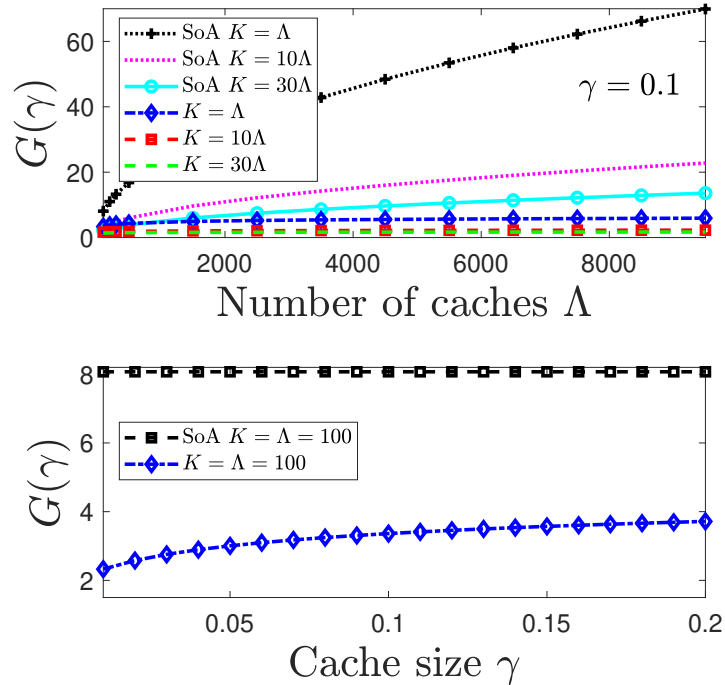 G(γ)
60
40
20
0
SoA K = Λ
SoA K = 10Λ
SoA K = 30Λ
K = Λ
K = 10Λ
K = 30Λ
γ = 0.1
2000 4000 6000 8000
Number of caches Λ
G(γ)
8
6
4
2
SoA K = Λ = 100
K = Λ = 100
0.05 0.1 0.15 0.2
Cache size γ